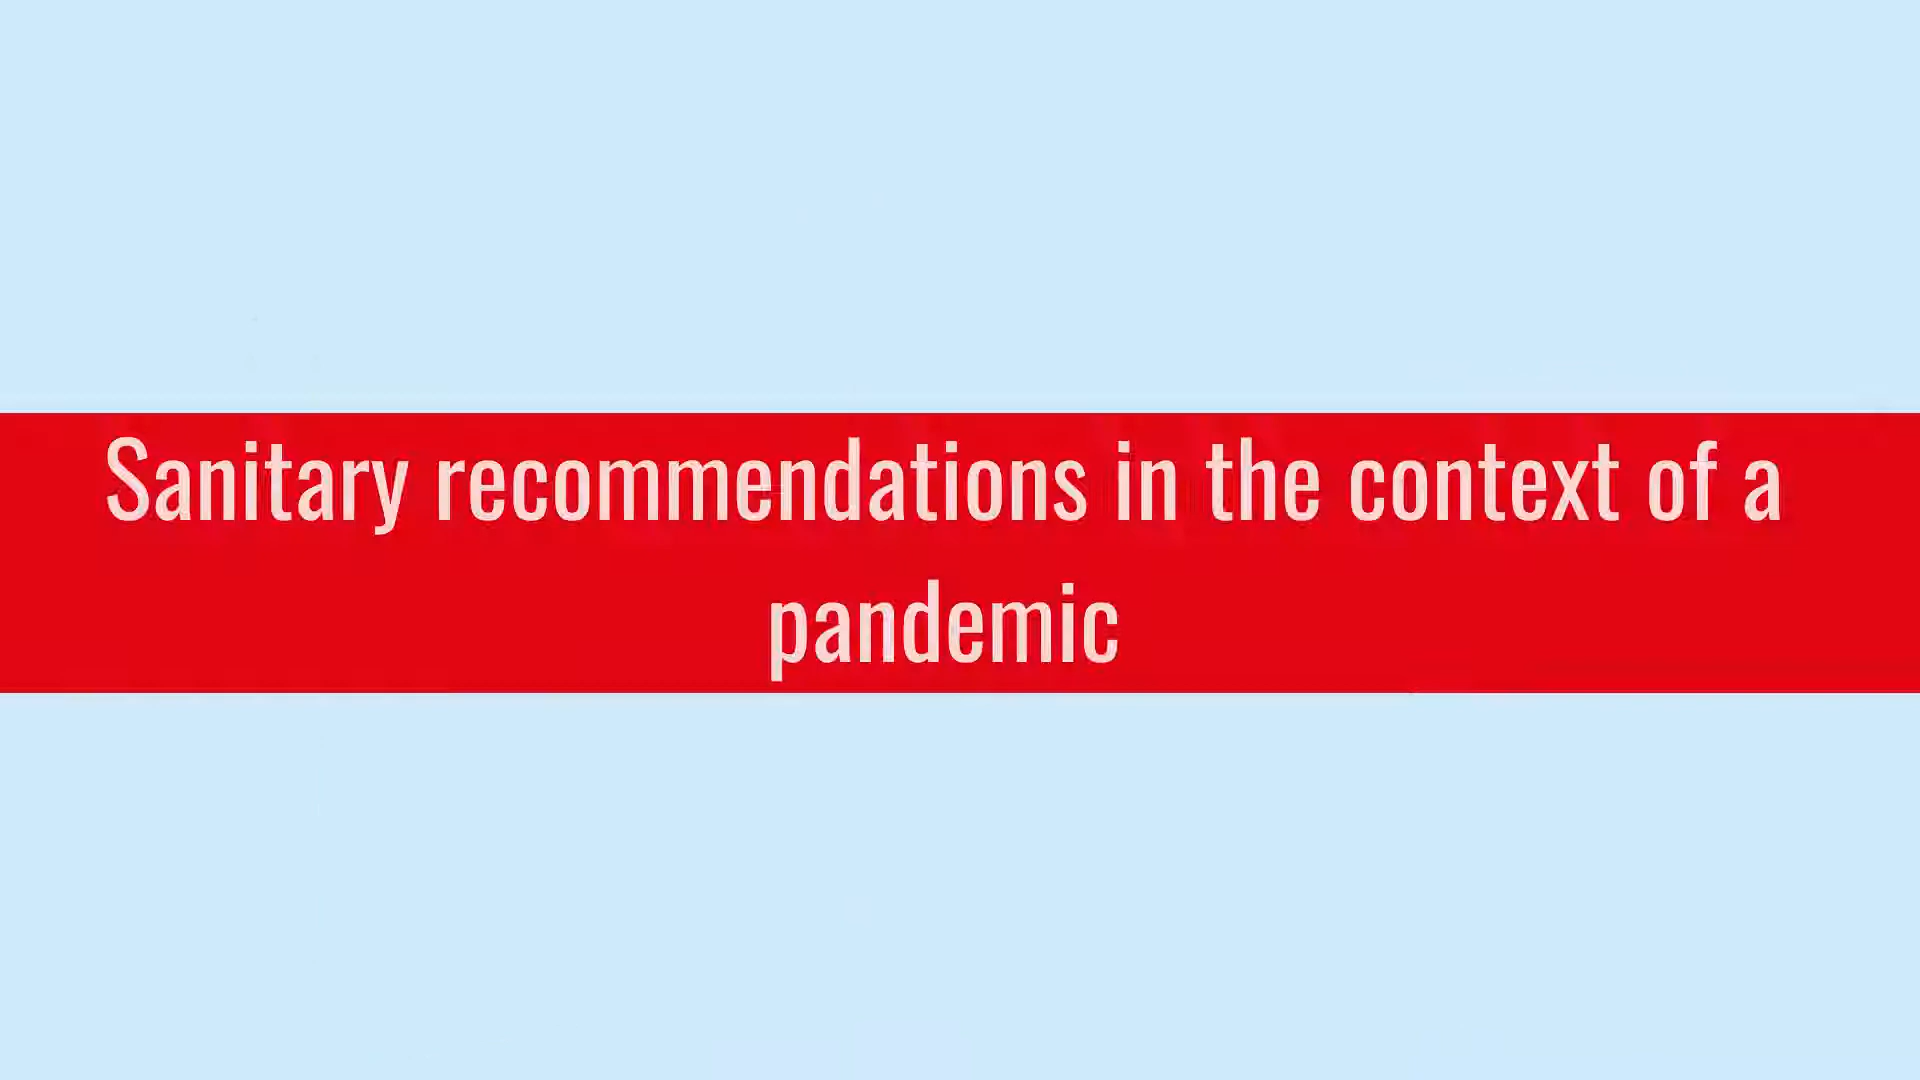 Sanitary recommendations in the context of a
pandemic